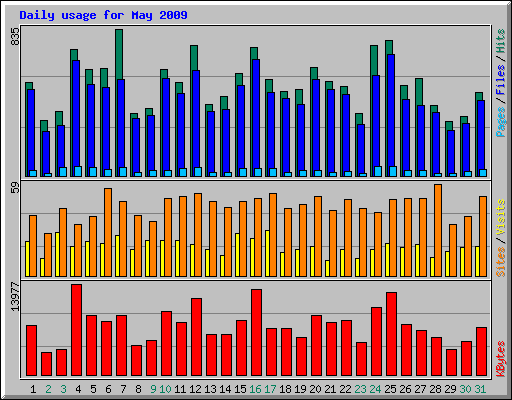 Daily usage for May 2009
835
Pages / Files / Hits
59
Sites / Visits
13977
KBytes
1 2 3 4 5 6 7 8 9 10 11 12 13 14 15 16 17 18 19 20 21 22 23 24 25 26 27 28 29 30 31